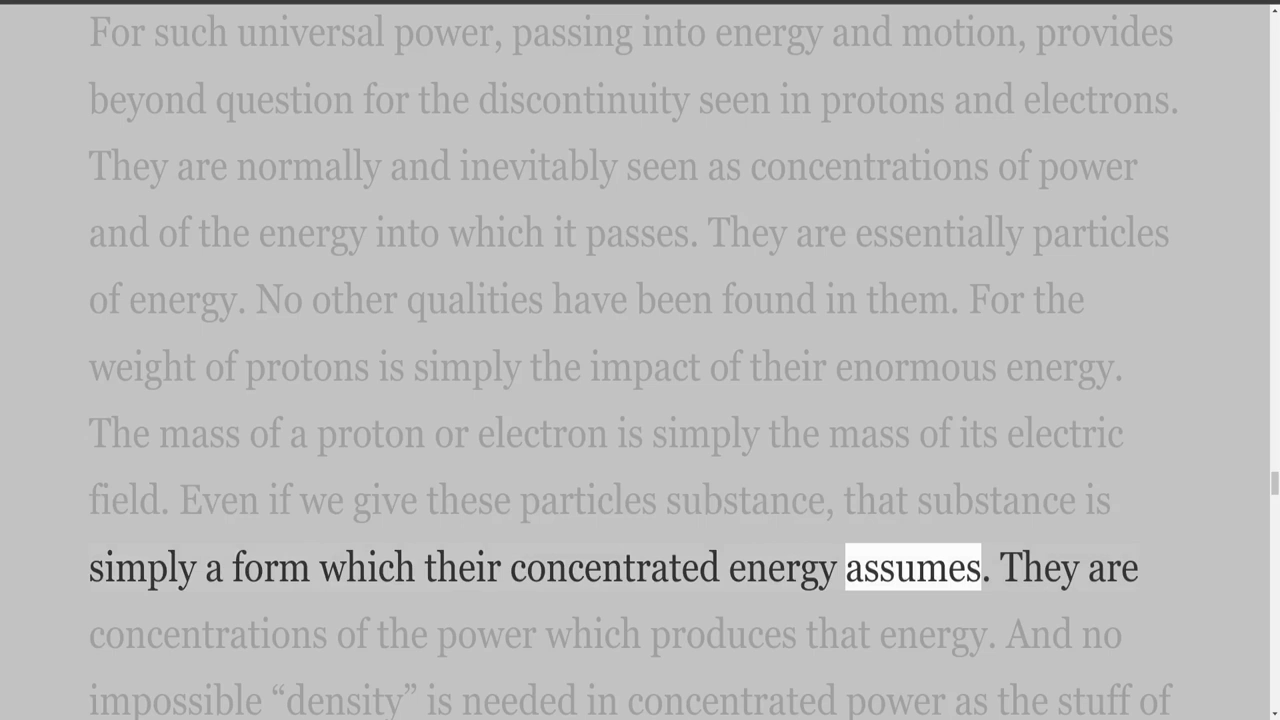 For such universal power, passing into energy and motion, provides
beyond question for the discontinuity seen in protons and electrons.
They are normally and inevitably seen as concentrations of power
and of the energy into which it passes. They are essentially particles
of energy. No other qualities have been found in them. For the
weight of protons is simply the impact of their enormous energy.
The mass of a proton or electron is simply the mass of its electric
field. Even if we give these particles substance, that substance is
simply a form which their concentrated energy assumes. They are
concentrations of the power which produces that energy. And no
impossible “density” is needed in concentrated power as the stuff of